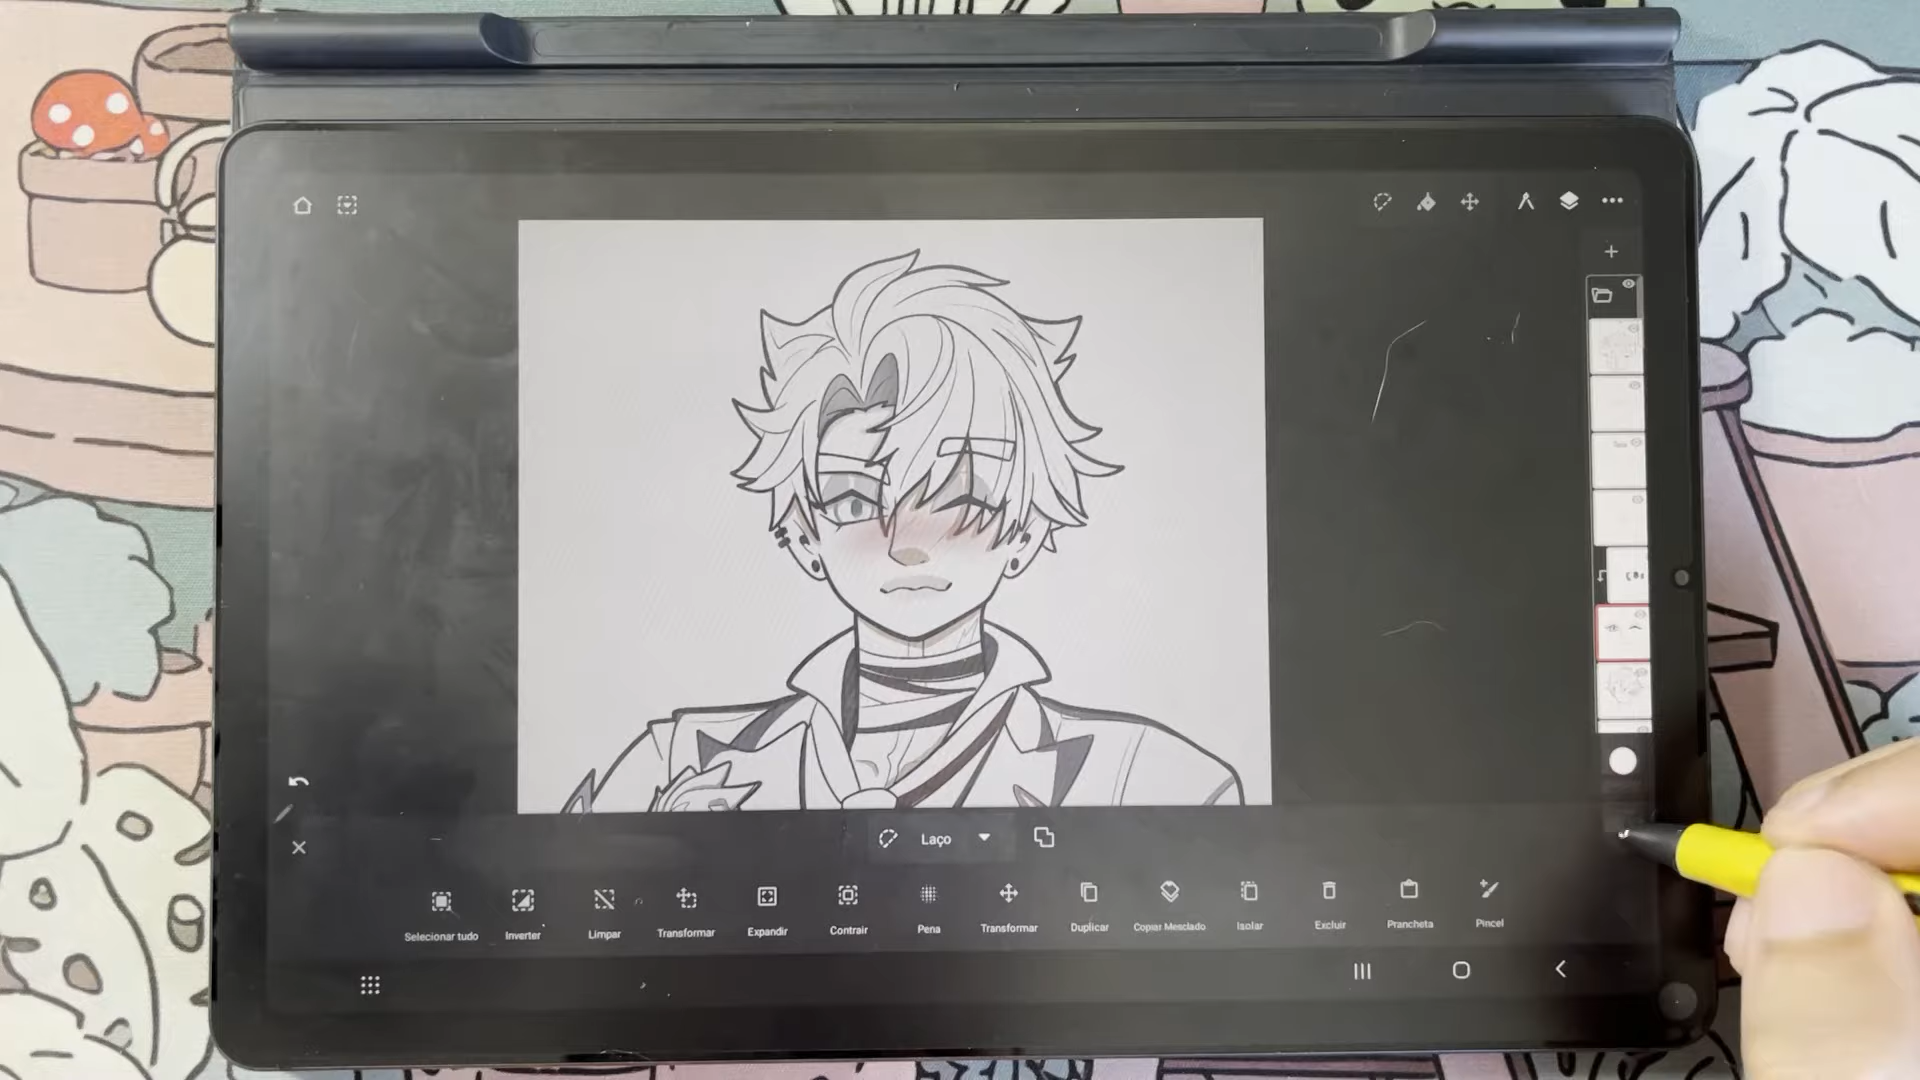 Laço
Selecionar tudo
Inverter
Limpar
Transformar
Expandir
Contrair
Pena
Transformar
Duplicar
Copiar Mesclado
Isolar
Excluir
Prancheta
Pincel